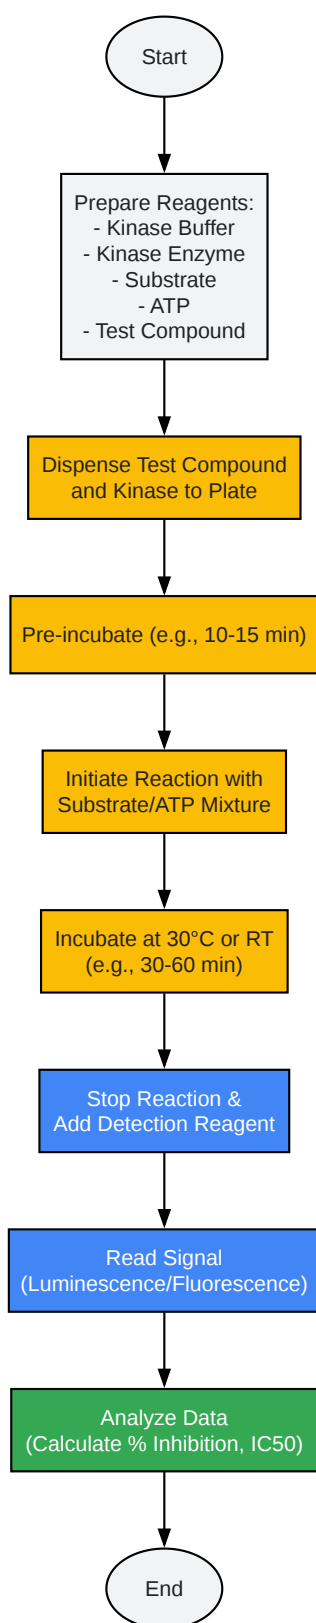 Start
Prepare Reagents:
- Kinase Buffer
- Kinase Enzyme
- Substrate
- ATP
- Test Compound
Dispense Test Compound
and Kinase to Plate
Pre-incubate (e.g., 10-15 min)
Initiate Reaction with
Substrate/ATP Mixture
Incubate at 30°C or RT
(e.g., 30-60 min)
Stop Reaction &
Add Detection Reagent
Read Signal
(Luminescence/Fluorescence)
Analyze Data
(Calculate % Inhibition, IC50)
End